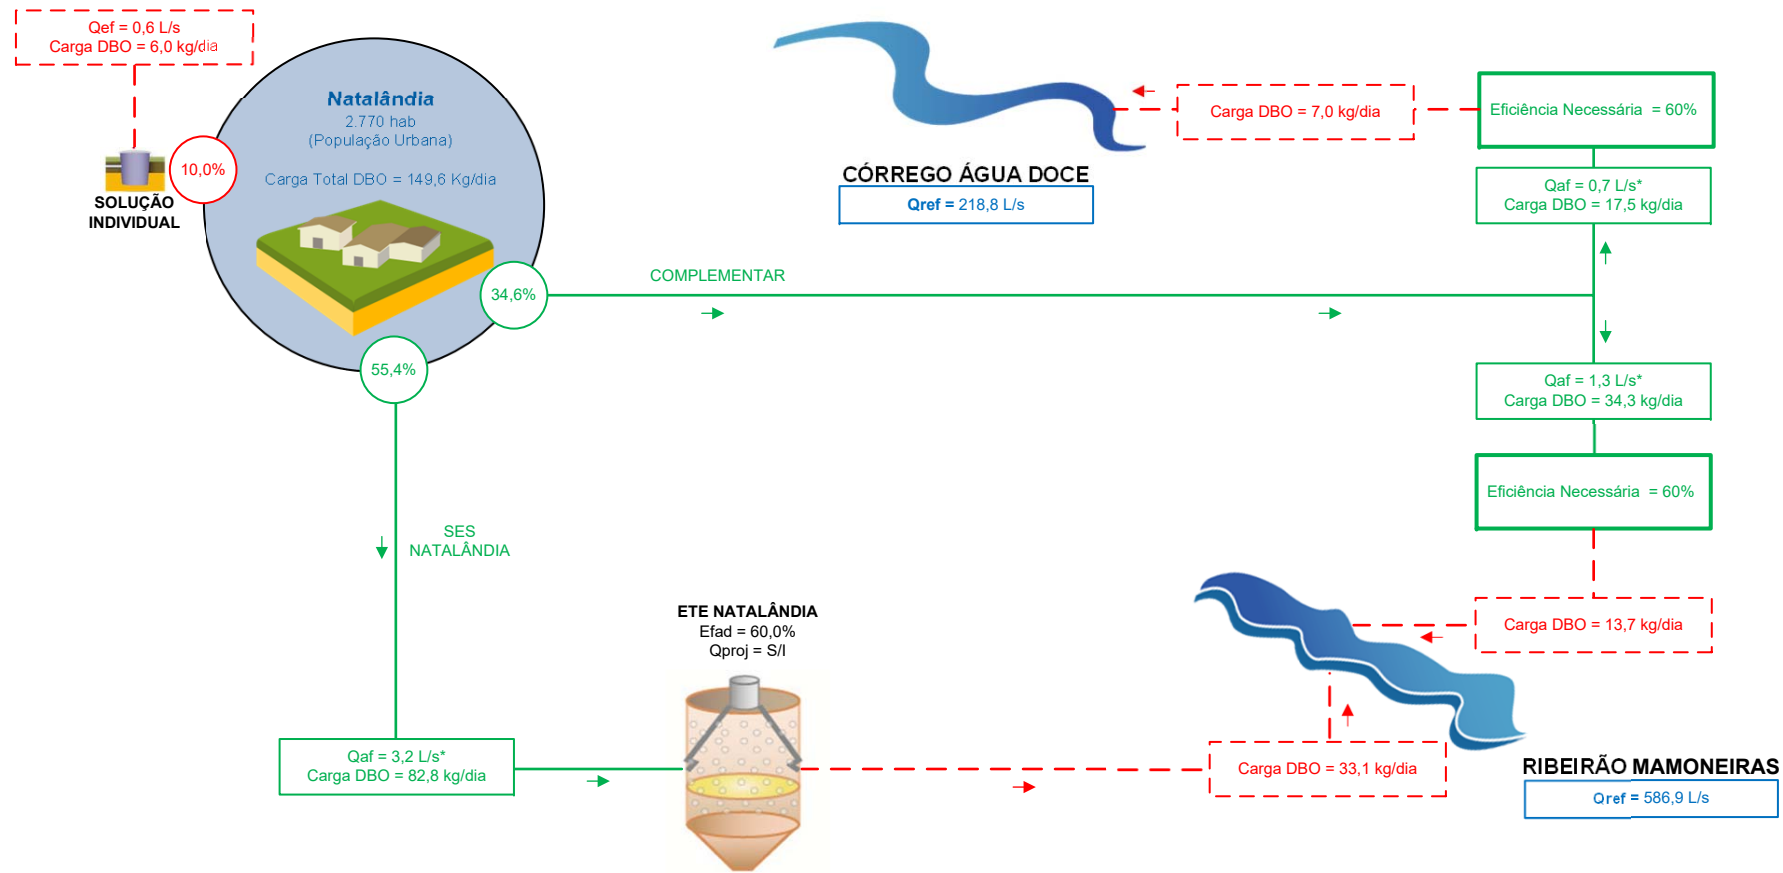 Qef = 0,6 L/s
Carga DBO = 6,0 kg/dia
Natalândia
2.770 hab
(População Urbana)
Carga Total DBO = 149,6 Kg/dia
10,0%
SOLUÇÃO
INDIVIDUAL
34,6%
55,4%
COMPLEMENTAR
CÓRREGO ÁGUA DOCE
Qref = 218,8 L/s
Carga DBO = 7,0 kg/dia
Eficiência Necessária = 60%
Qaf = 0,7 L/s*
Carga DBO = 17,5 kg/dia
Qaf = 1,3 L/s*
Carga DBO = 34,3 kg/dia
Eficiência Necessária = 60%
Carga DBO = 13,7 kg/dia
SES
NATALÂNDIA
ETE NATALÂNDIA
Efad = 60,0%
Qproj = S/I
Qaf = 3,2 L/s*
Carga DBO = 82,8 kg/dia
Carga DBO = 33,1 kg/dia
RIBEIRÃO MAMONEIRAS
Qref = 586,9 L/s